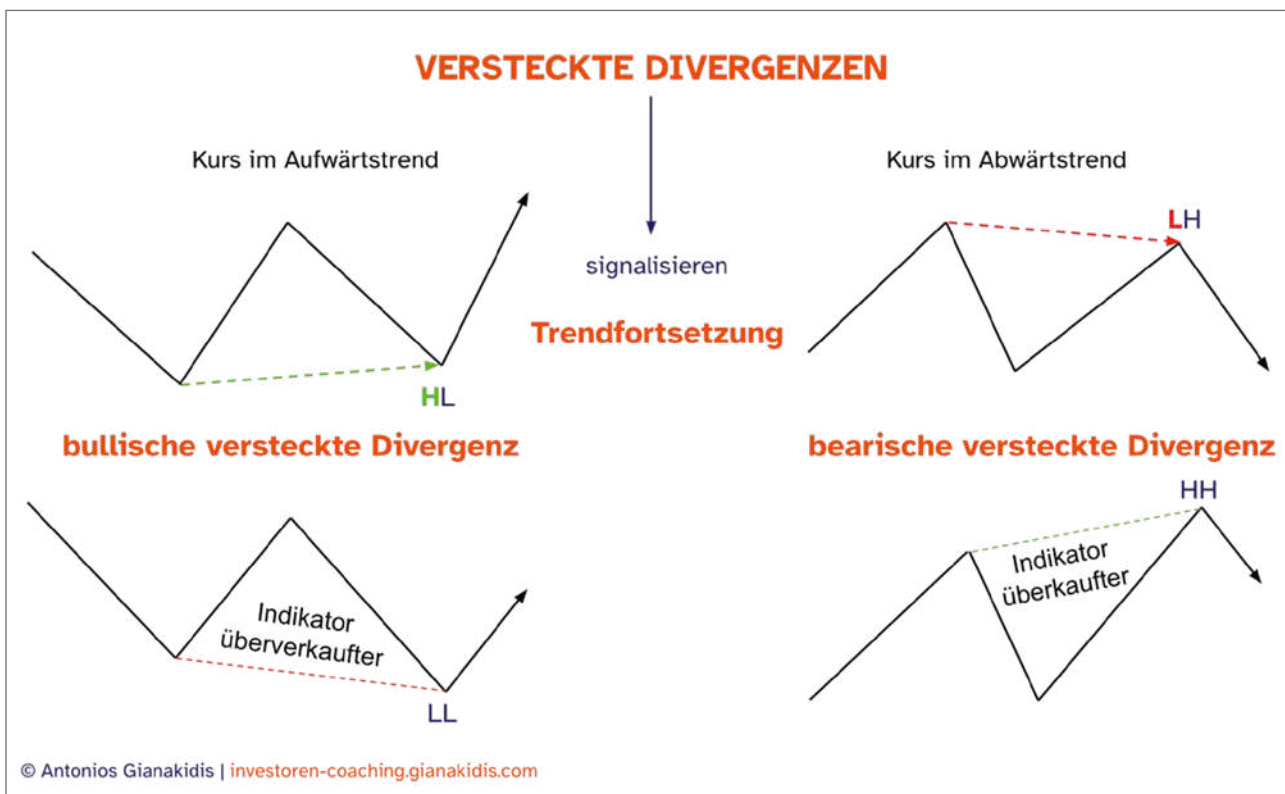 VERSTECKTE DIVERGENZEN
Kurs im Aufwärtstrend
Kurs im Abwärtstrend
LH
signalisieren
Trendfortsetzung
HL
bullische versteckte Divergenz
bearische versteckte Divergenz
HH
Indikator
überkaufter
Indikator
überverkaufter
LL
© Antonios Gianakidis | investoren-coaching.gianakidis.com